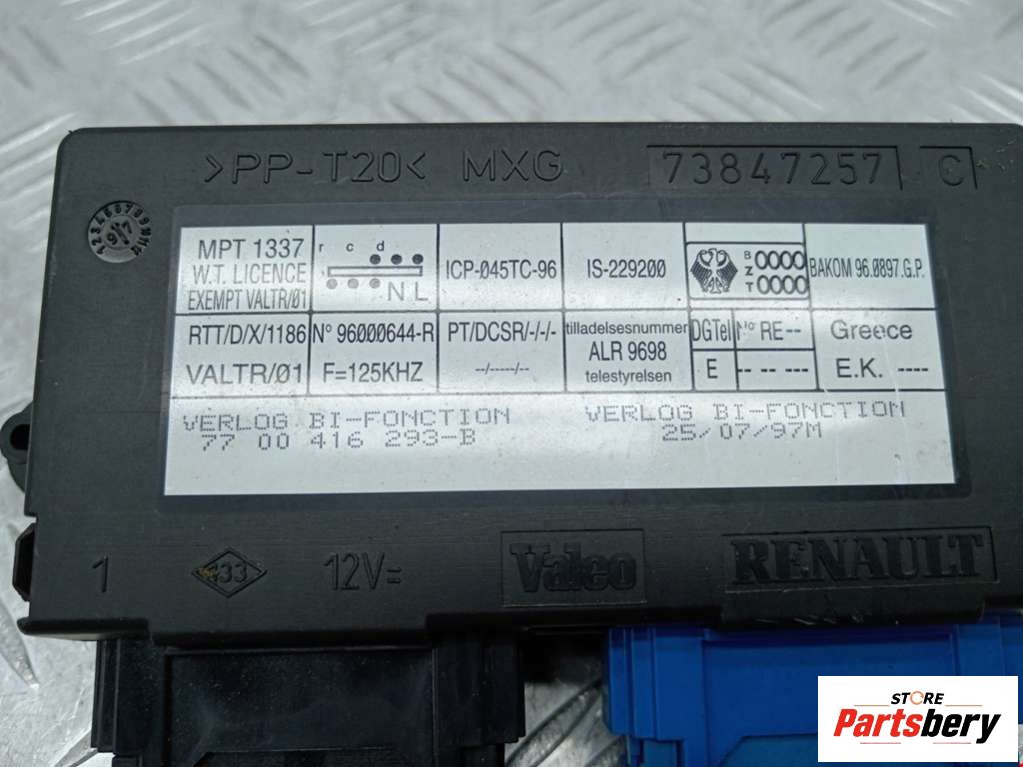 >PP-T20< MXG 73847257 C
MPT 1337
W.T. LICENCE
EXEMPT VALTR/01
r c d
N L
ICP-045TC-96
IS-229200
B
Z
T
0000
0000
BAKOM 96.0897.G.P.
RTT/D/X/1186
VALTR/01
N° 96000644-R
F=125KHZ
PT/DCSR/-/-/-
--/-----/--
tilladelsesnummer
ALR 9698
telestyrelsen
DGTel
E
N° RE--
-- -- ---
Greece
E.K. ----
VERLOG BI-FONCTION
77 00 416 293-B
VERLOG BI-FONCTION
25/07/97M
1 12V= Valeo RENAULT
STORE
Partsbery